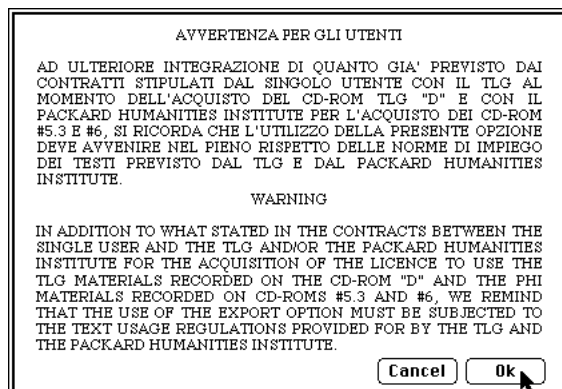 AVVERTENZA PER GLI UTENTI
AD ULTERIORE INTEGRAZIONE DI QUANTO GIA' PREVISTO DAI
CONTRATTI STIPULATI DAL SINGOLO UTENTE CON IL TLG AL
MOMENTO DELL'ACQUISTO DEL CD-ROM TLG "D" E CON IL
PACKARD HUMANITIES INSTITUTE PER L'ACQUISTO DEI CD-ROM
#5.3 E #6, SI RICORDA CHE L'UTILIZZO DELLA PRESENTE OPZIONE
DEVE AVVENIRE NEL PIENO RISPETTO DELLE NORME DI IMPIEGO
DEI TESTI PREVISTO DAL TLG E DAL PACKARD HUMANITIES
INSTITUTE.
WARNING
IN ADDITION TO WHAT STATED IN THE CONTRACTS BETWEEN THE
SINGLE USER AND THE TLG AND/OR THE PACKARD HUMANITIES
INSTITUTE FOR THE ACQUISITION OF THE LICENCE TO USE THE
TLG MATERIALS RECORDED ON THE CD-ROM "D" AND THE PHI
MATERIALS RECORDED ON CD-ROMS #5.3 AND #6, WE REMIND
THAT THE USE OF THE EXPORT OPTION MUST BE SUBJECTED TO
THE TEXT USAGE REGULATIONS PROVIDED FOR BY THE TLG AND
THE PACKARD HUMANITIES INSTITUTE.
Cancel Ok